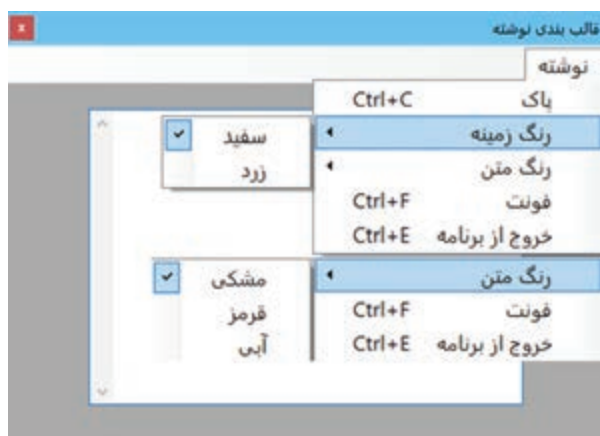 قالب بندی نوشته
نوشته
پاک Ctrl+C
رنگ زمینه
سفید
زرد
رنگ متن
فونت Ctrl+F
خروج از برنامه Ctrl+E
رنگ متن
مشکی
قرمز
آبی
فونت Ctrl+F
خروج از برنامه Ctrl+E